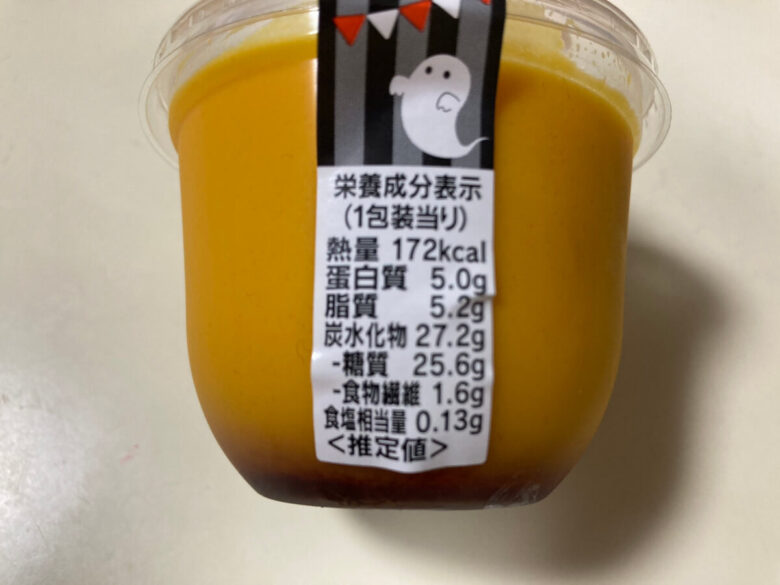 栄養成分表示
(1包装当り)
熱量 172kcal
蛋白質 5.0g
脂質 5.2g
炭水化物 27.2g
-糖質 25.6g
-食物繊維 1.6g
食塩相当量 0.13g
<推定値>